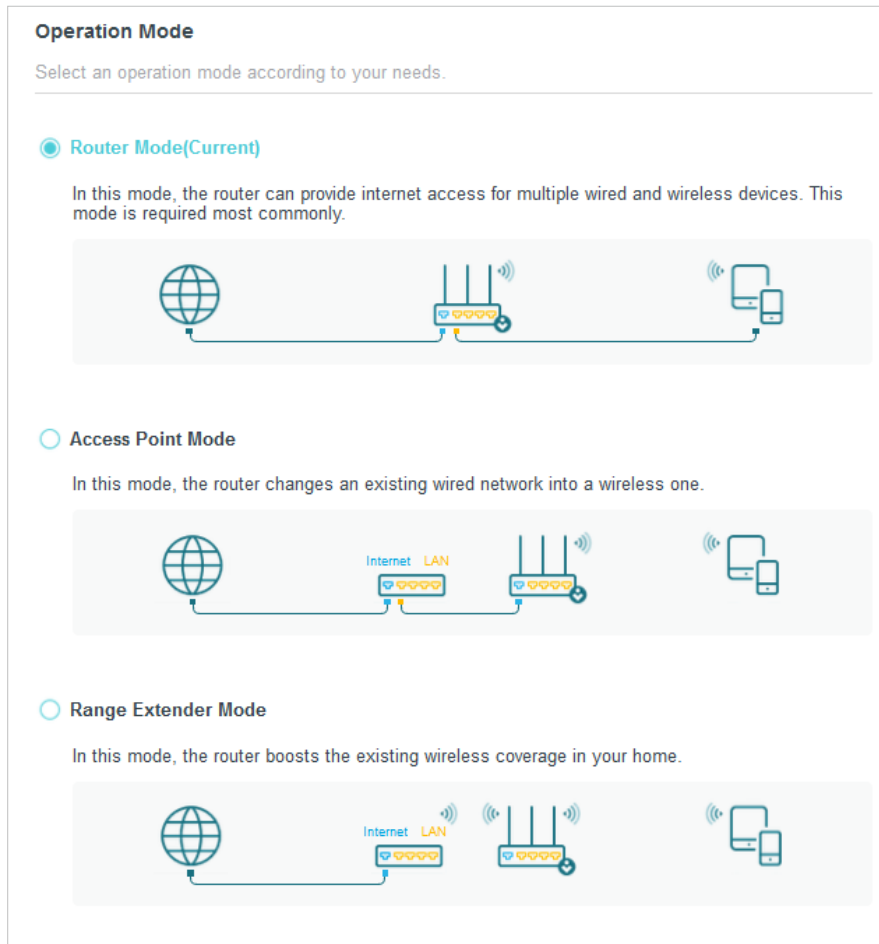 Operation Mode
Select an operation mode according to your needs.
Router Mode(Current)
In this mode, the router can provide internet access for multiple wired and wireless devices. This
mode is required most commonly.
Access Point Mode
In this mode, the router changes an existing wired network into a wireless one.
Internet LAN
Range Extender Mode
In this mode, the router boosts the existing wireless coverage in your home.
Internet LAN